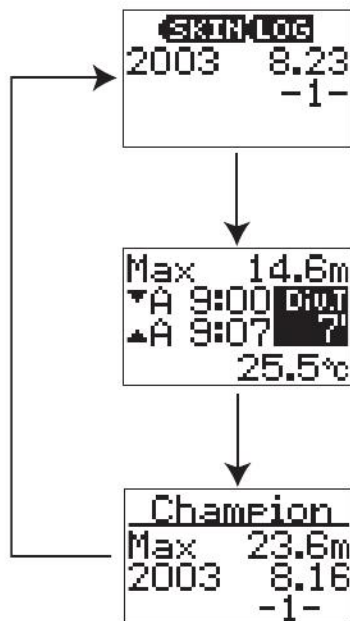 SKIN LOG
2003 8.23
-1-
Max 14.6m
▼A 9:00 Div.T
▲A 9:07 7'
25.5℃
Champion
Max 23.6m
2003 8.16
-1-